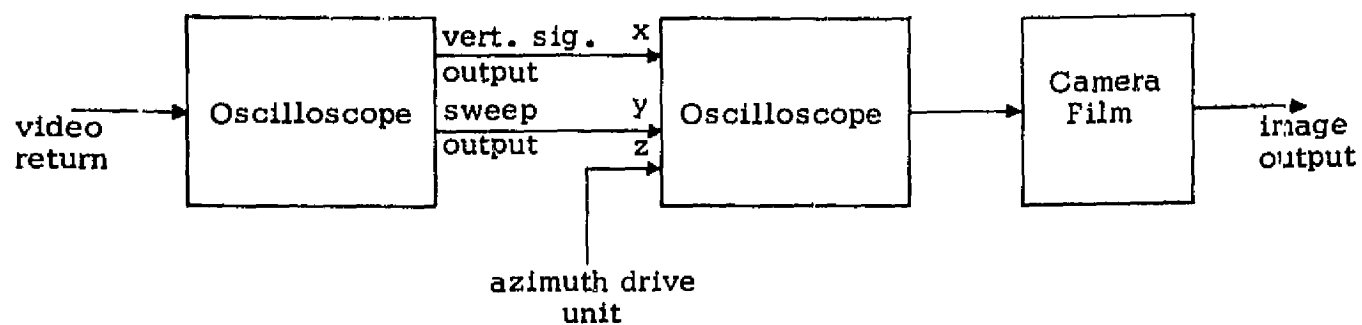 vert. sig. x
output
sweep y
output z
video
return
Oscilloscope
Oscilloscope
Camera
Film
image
output
azimuth drive
unit